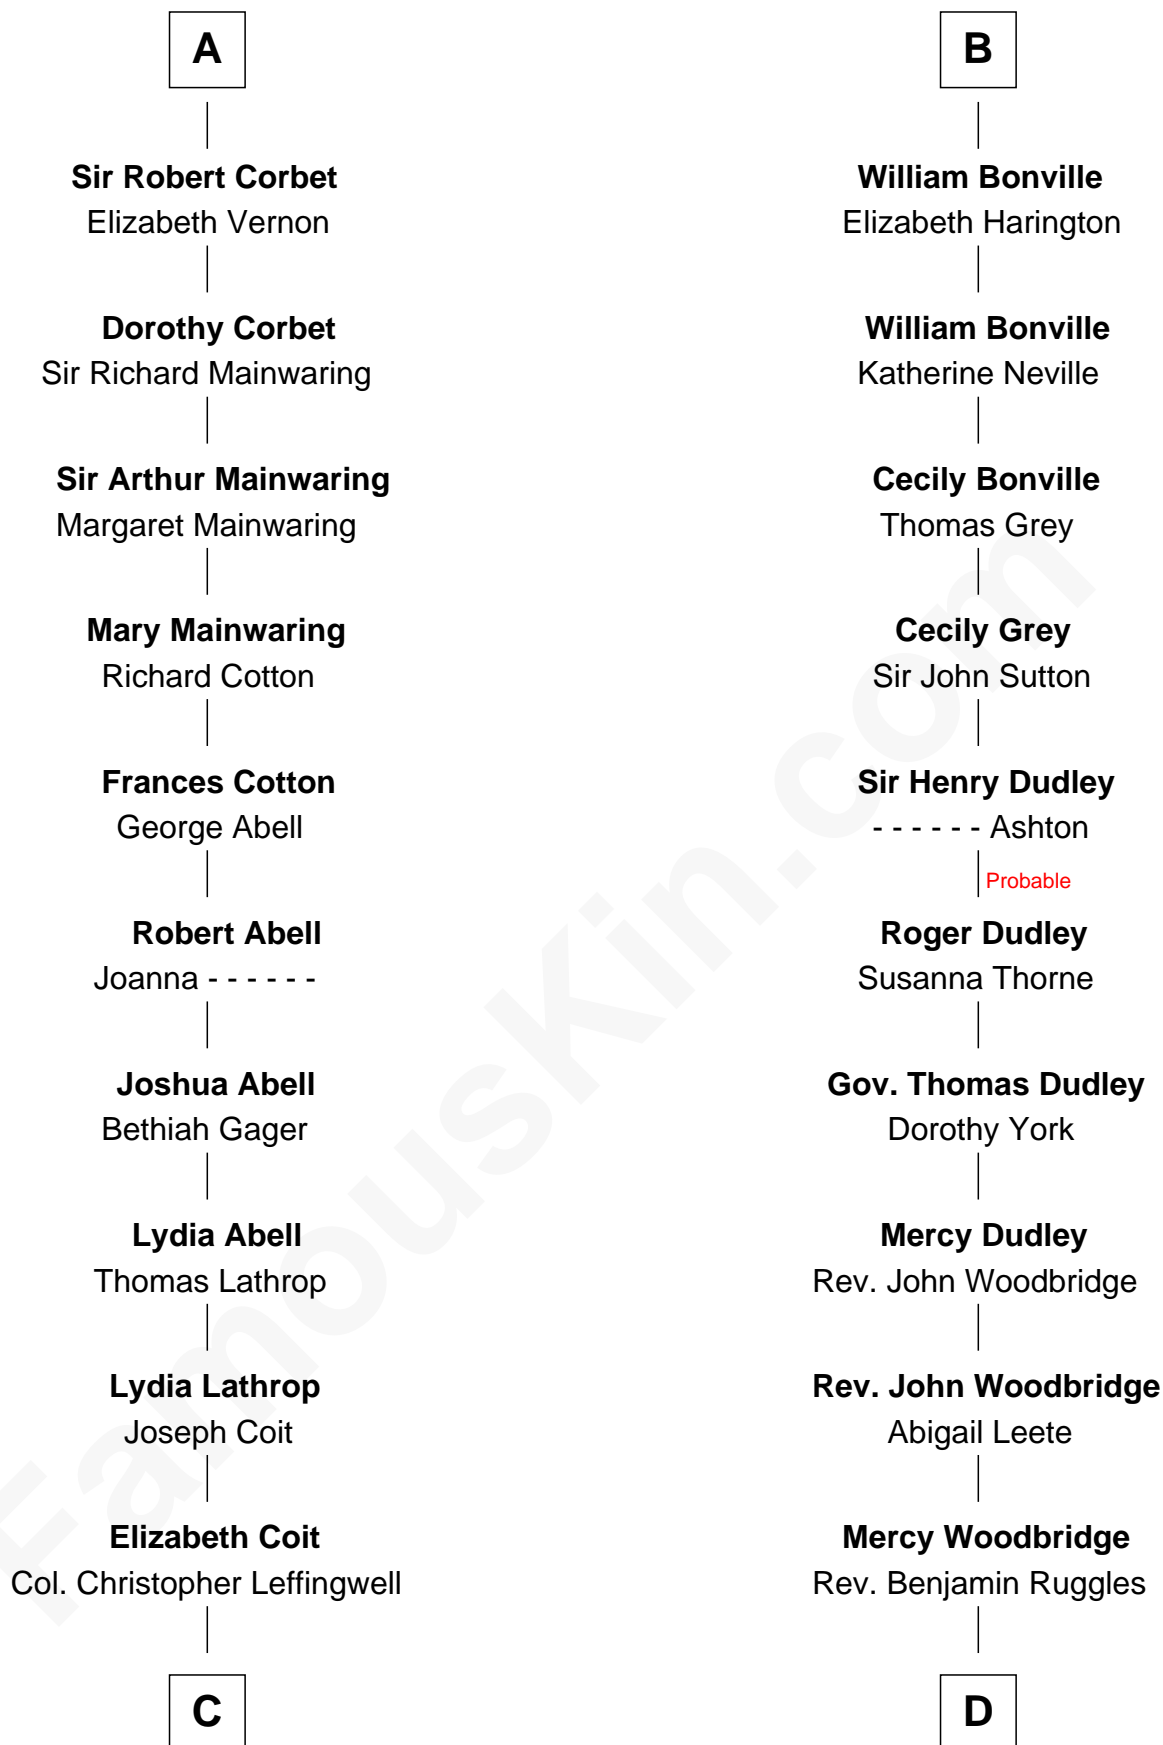 A
Sir Robert Corbet
Elizabeth Vernon
Dorothy Corbet
Sir Richard Mainwaring
Sir Arthur Mainwaring
Margaret Mainwaring
Mary Mainwaring
Richard Cotton
Frances Cotton
George Abell
Robert Abell
Joanna - - - - - -
Joshua Abell
Bethiah Gager
Lydia Abell
Thomas Lathrop
Lydia Lathrop
Joseph Coit
Elizabeth Coit
Col. Christopher Leffingwell
C
B
William Bonville
Elizabeth Harington
William Bonville
Katherine Neville
Cecily Bonville
Thomas Grey
Cecily Grey
Sir John Sutton
Sir Henry Dudley
- - - - - - Ashton
Probable
Roger Dudley
Susanna Thorne
Gov. Thomas Dudley
Dorothy York
Mercy Dudley
Rev. John Woodbridge
Rev. John Woodbridge
Abigail Leete
Mercy Woodbridge
Rev. Benjamin Ruggles
D
FamousKin.com